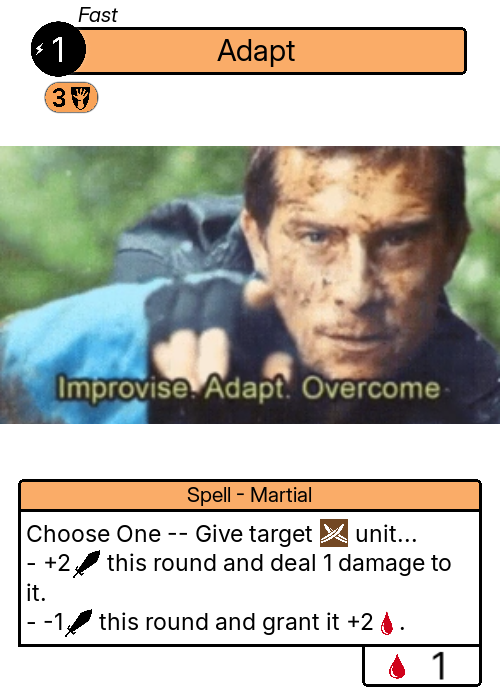 Fast
1
Adapt
3
Improvise. Adapt. Overcome
Spell - Martial
Choose One -- Give target unit...
- +2 this round and deal 1 damage to
it.
- -1 this round and grant it +2 .
1